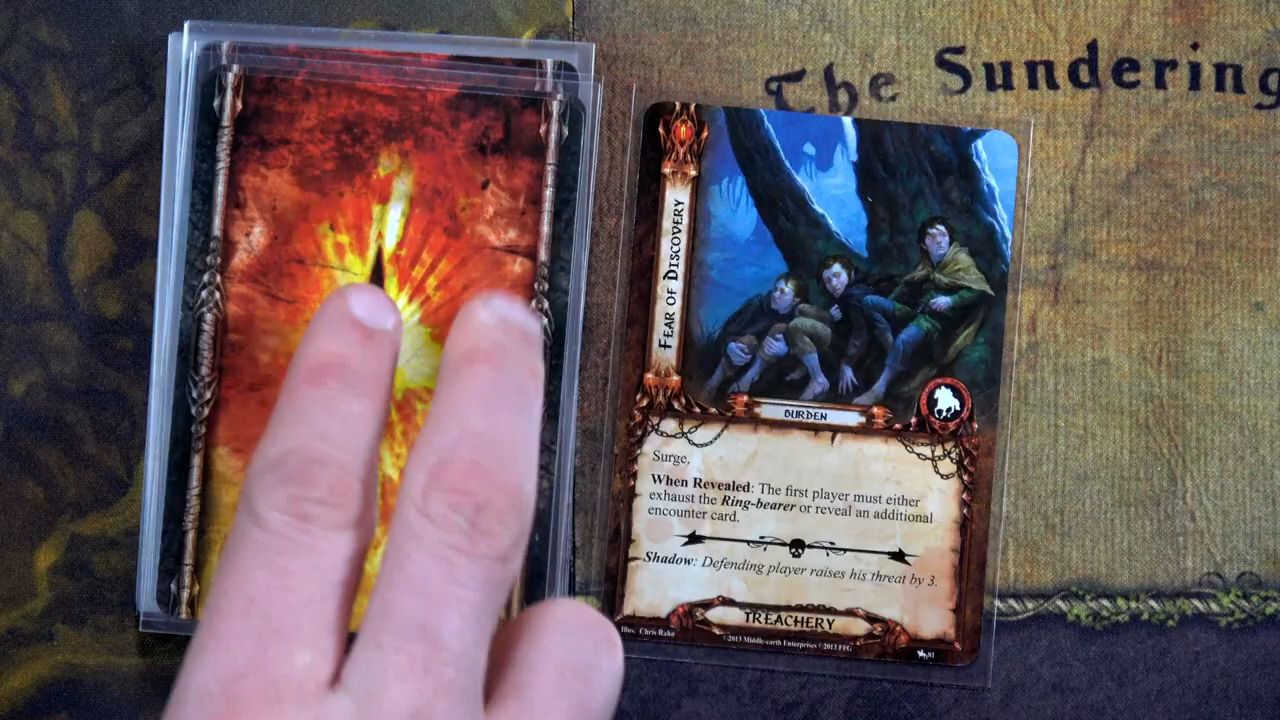 The Sundering
FEAR OF DISCOVERY
BURDEN
Surge,
When Revealed: The first player must either
exhaust the Ring-bearer or reveal an additional
encounter card.
Shadow: Defending player raises his threat by 3.
TREACHERY
Illus. Chris Rahn
©2013 Middle-earth Enterprises ©2013 FFG
81